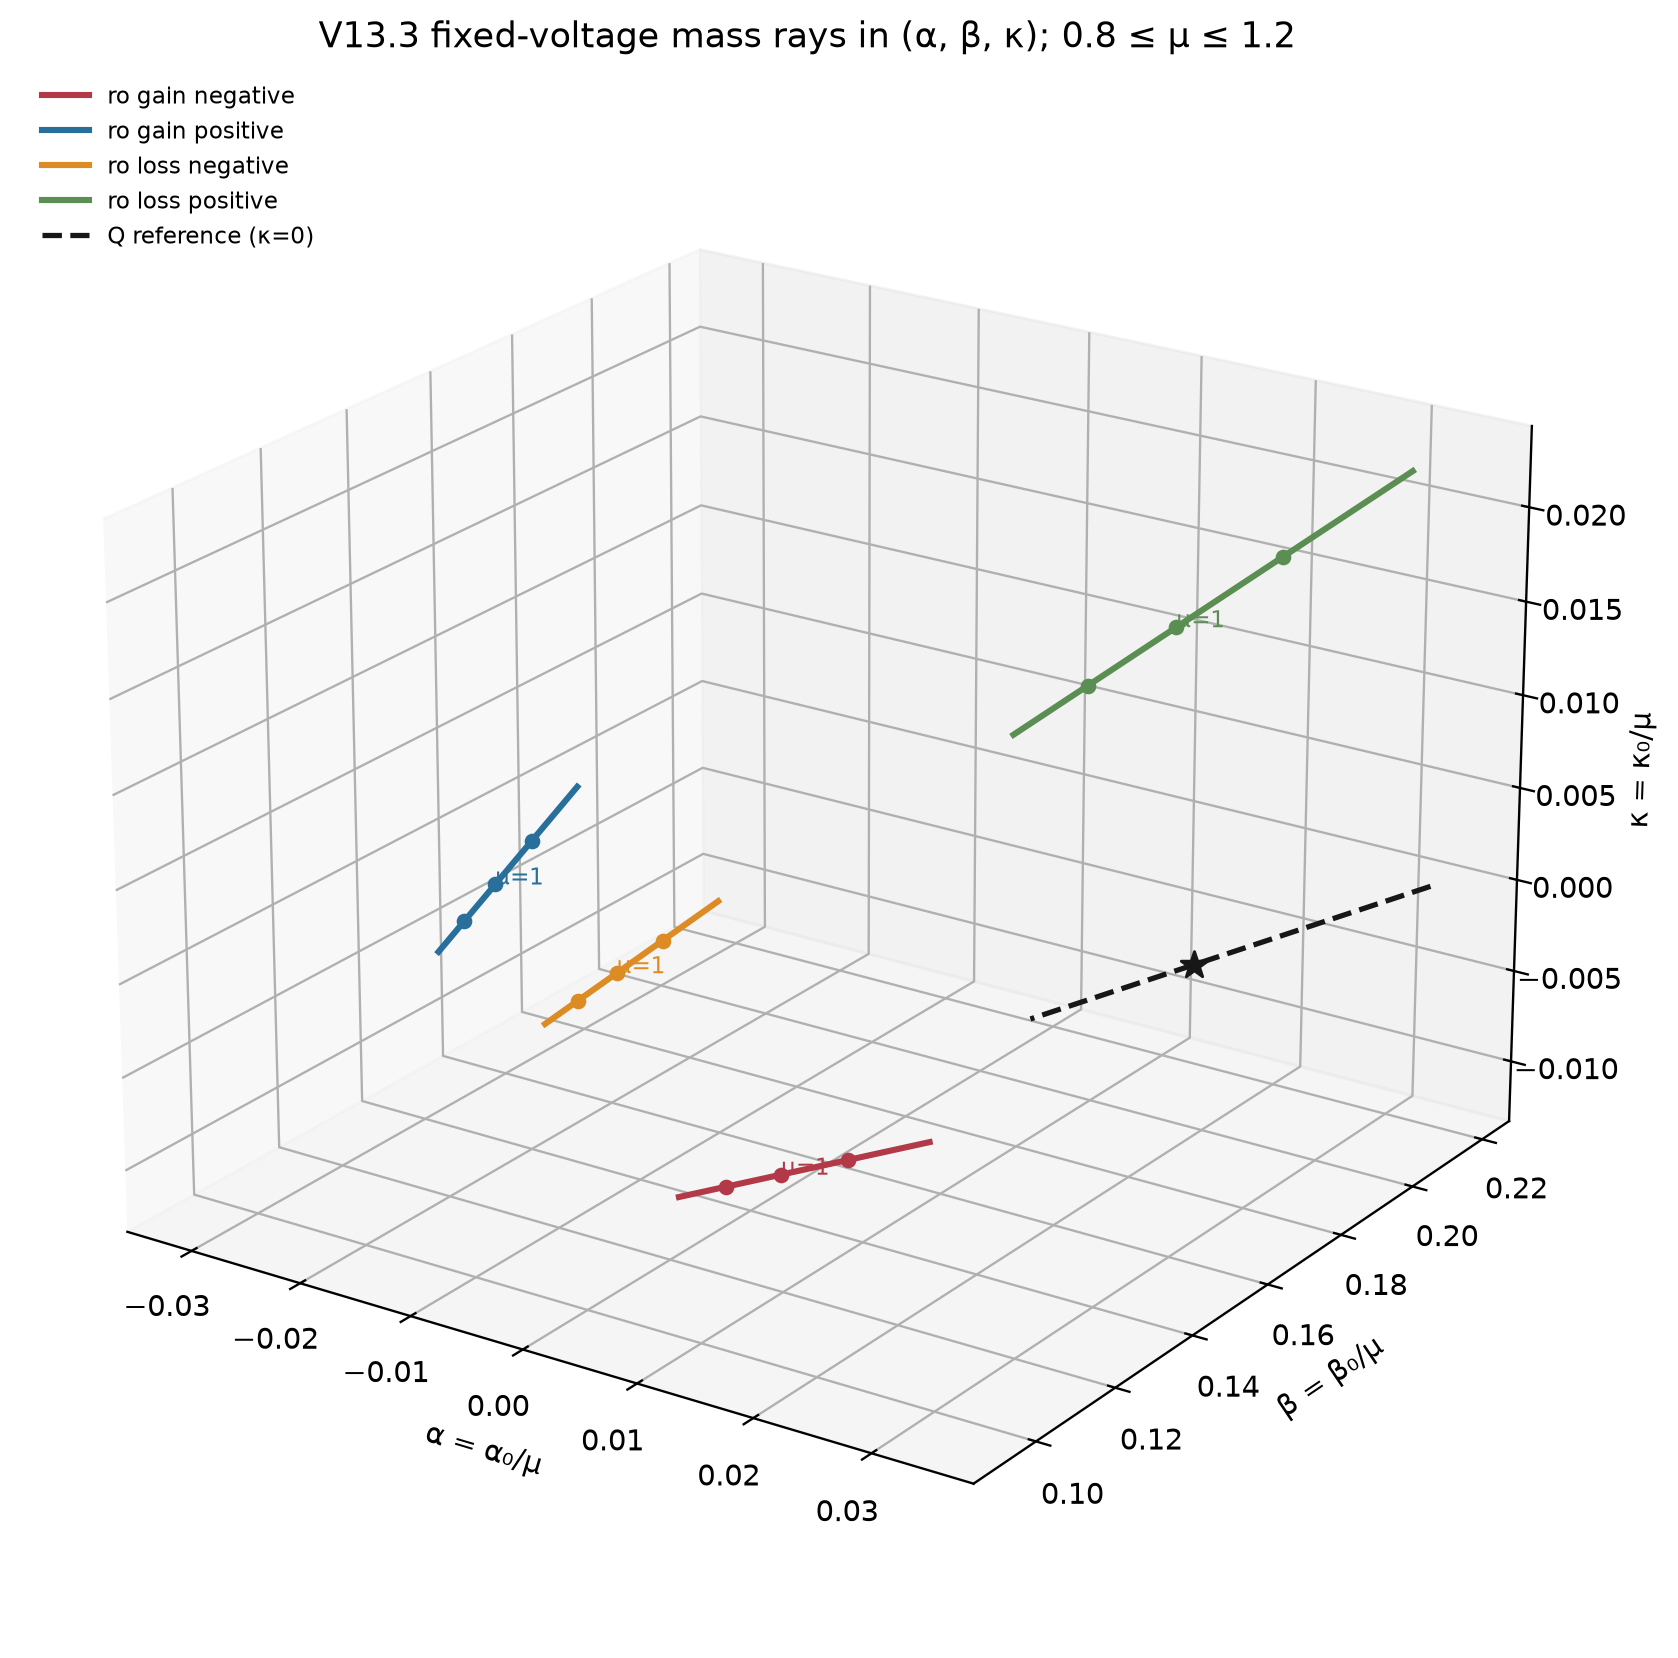 V13.3 fixed-voltage mass rays in (α, β, κ); 0.8 ≤ μ ≤ 1.2
ro gain negative
ro gain positive
ro loss negative
ro loss positive
Q reference (κ=0)
μ=1
μ=1
μ=1
μ=1
0.020
0.015
0.010
0.005
0.000
−0.005
−0.010
κ = κ₀/μ
0.22
0.20
0.18
0.16
0.14
0.12
0.10
β = β₀/μ
−0.03
−0.02
−0.01
0.00
0.01
0.02
0.03
α = α₀/μ